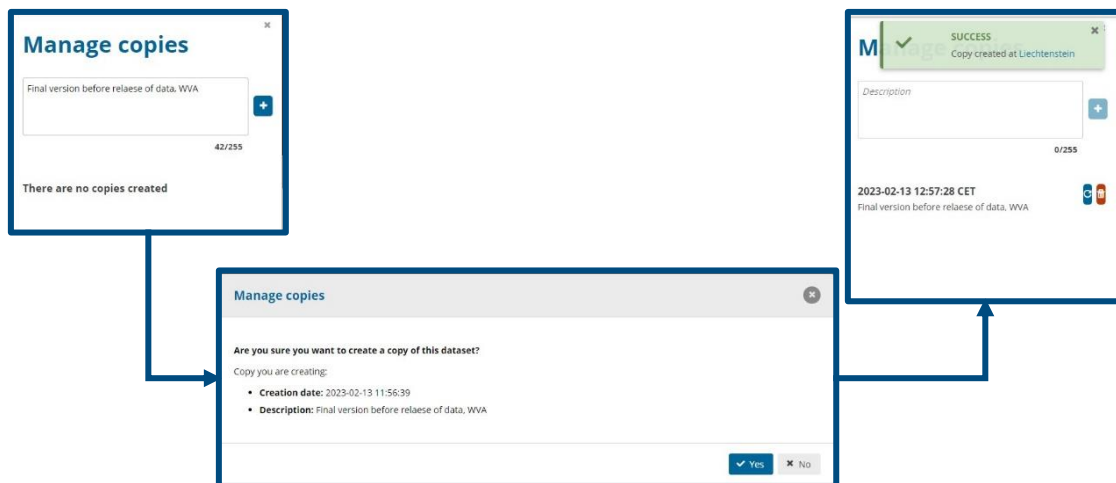 Manage copies
Final version before relaese of data, WVA
42/255
There are no copies created
Manage copies
Are you sure you want to create a copy of this dataset?
Copy you are creating:
Creation date: 2023-02-13 11:56:39
Description: Final version before relaese of data, WVA
Yes
No
Manage copies
SUCCESS
Copy created at Liechtenstein
Description
0/255
2023-02-13 12:57:28 CET
Final version before relaese of data, WVA